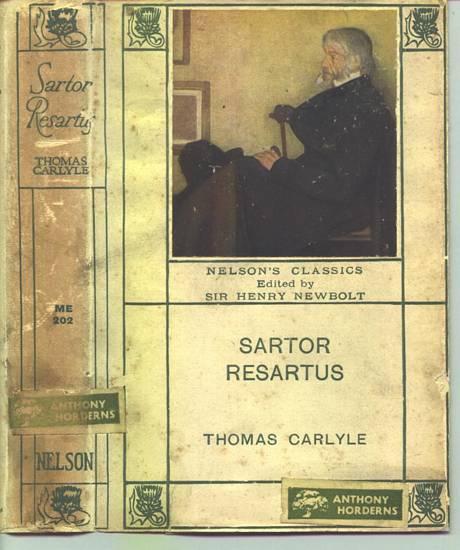 Sartor
Resartus
THOMAS
CARLYLE
ME
202
ANTHONY
HORDERNS
NELSON
NELSON'S CLASSICS
Edited by
SIR HENRY NEWBOLT
SARTOR
RESARTUS
THOMAS CARLYLE
ANTHONY
HORDERNS